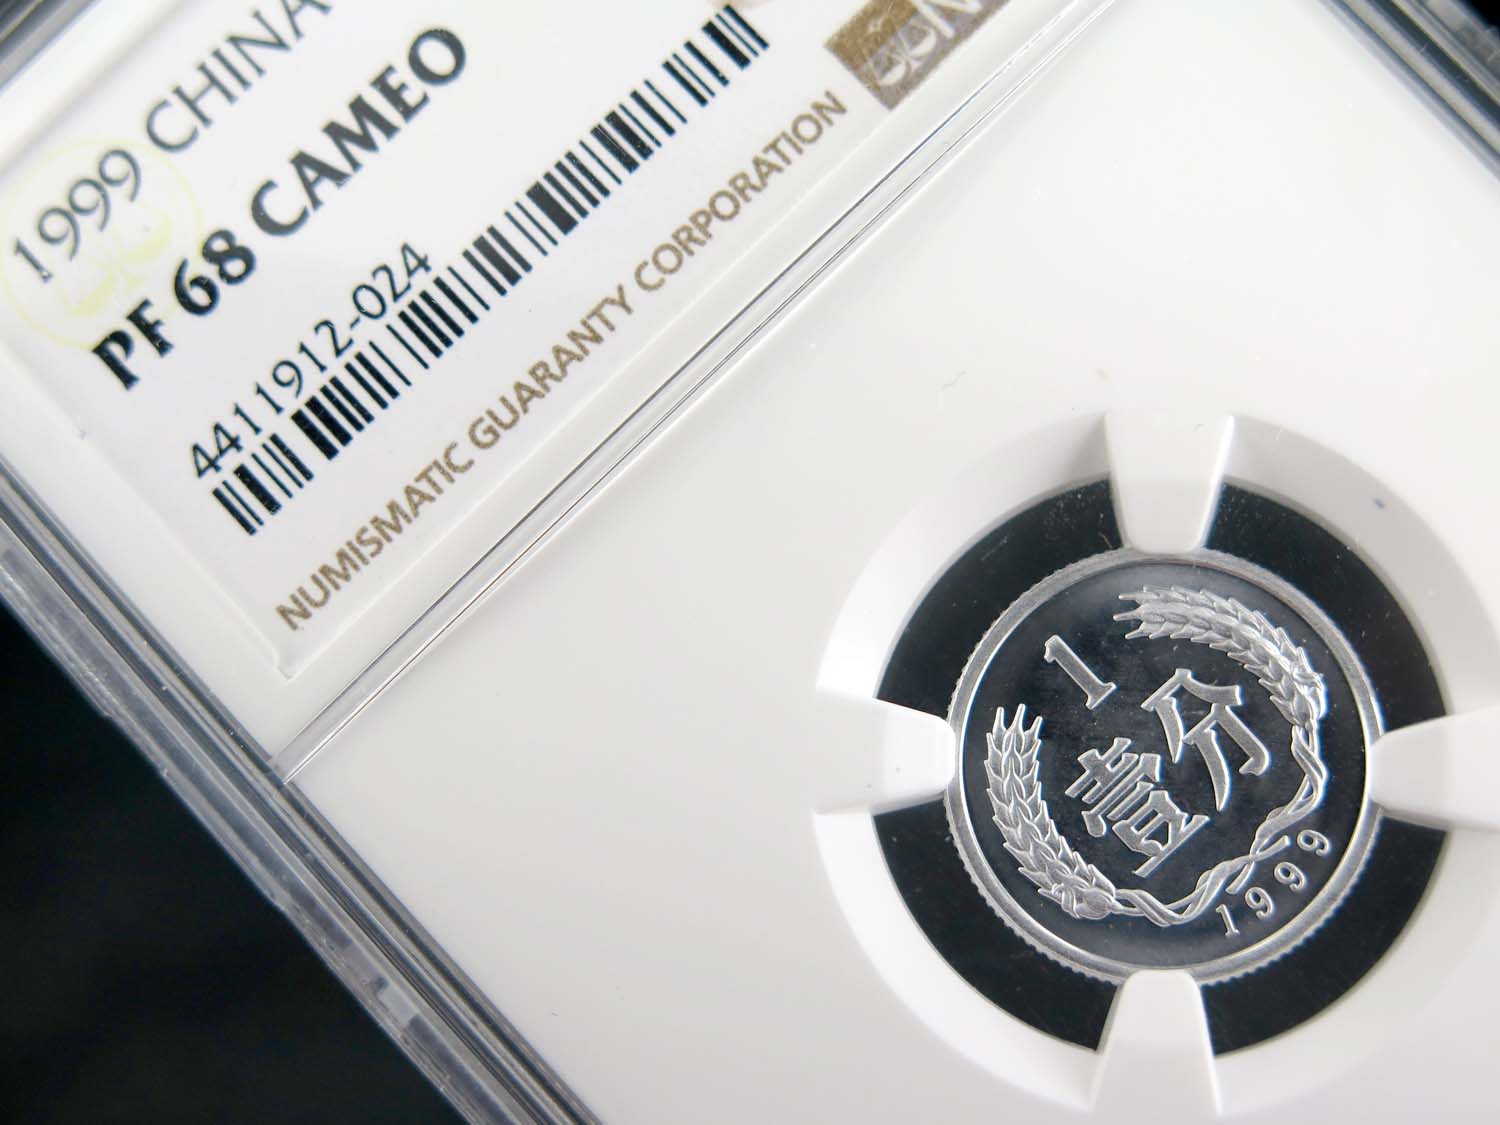 1999 CHINA
PF 68 CAMEO
4411912-024
NUMISMATIC GUARANTY CORPORATION
1
壹分
1999